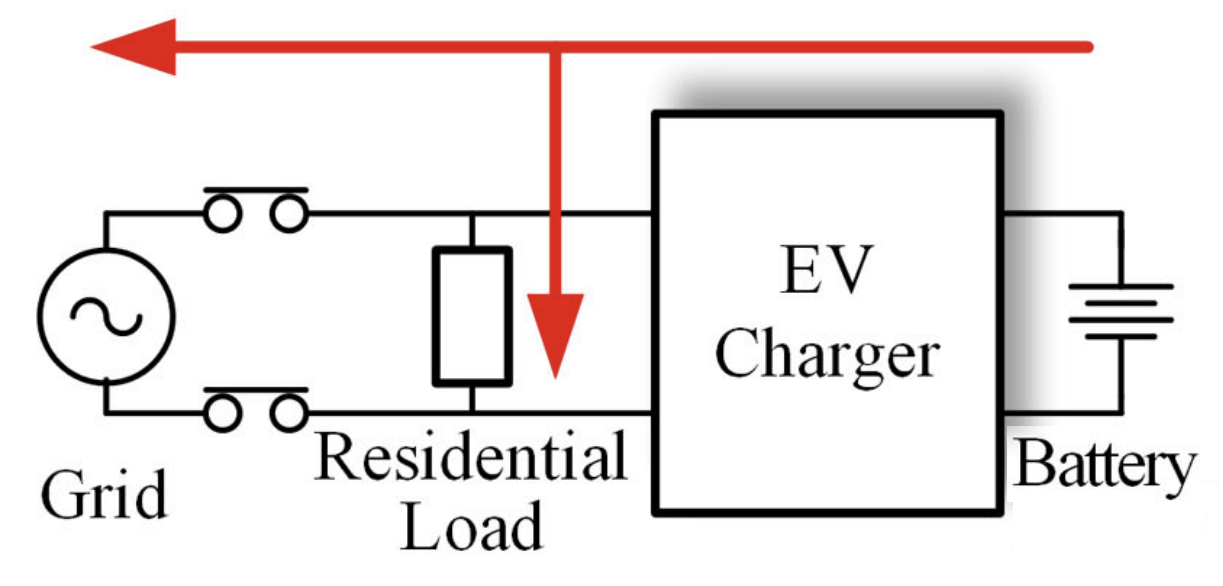 EV
Charger
Residential
Load
Grid
Battery